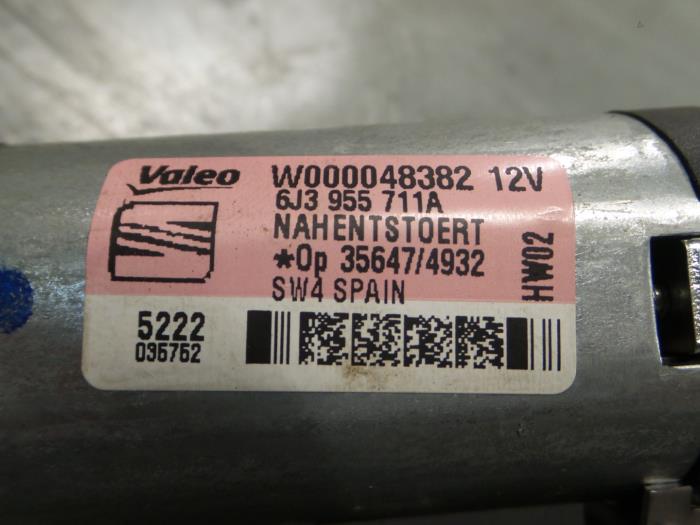 Valeo W000048382 12V
6J3 955 711A
NAHENTSTOERT
*Op 35647/4932
SW4 SPAIN
HW02
5222
036762